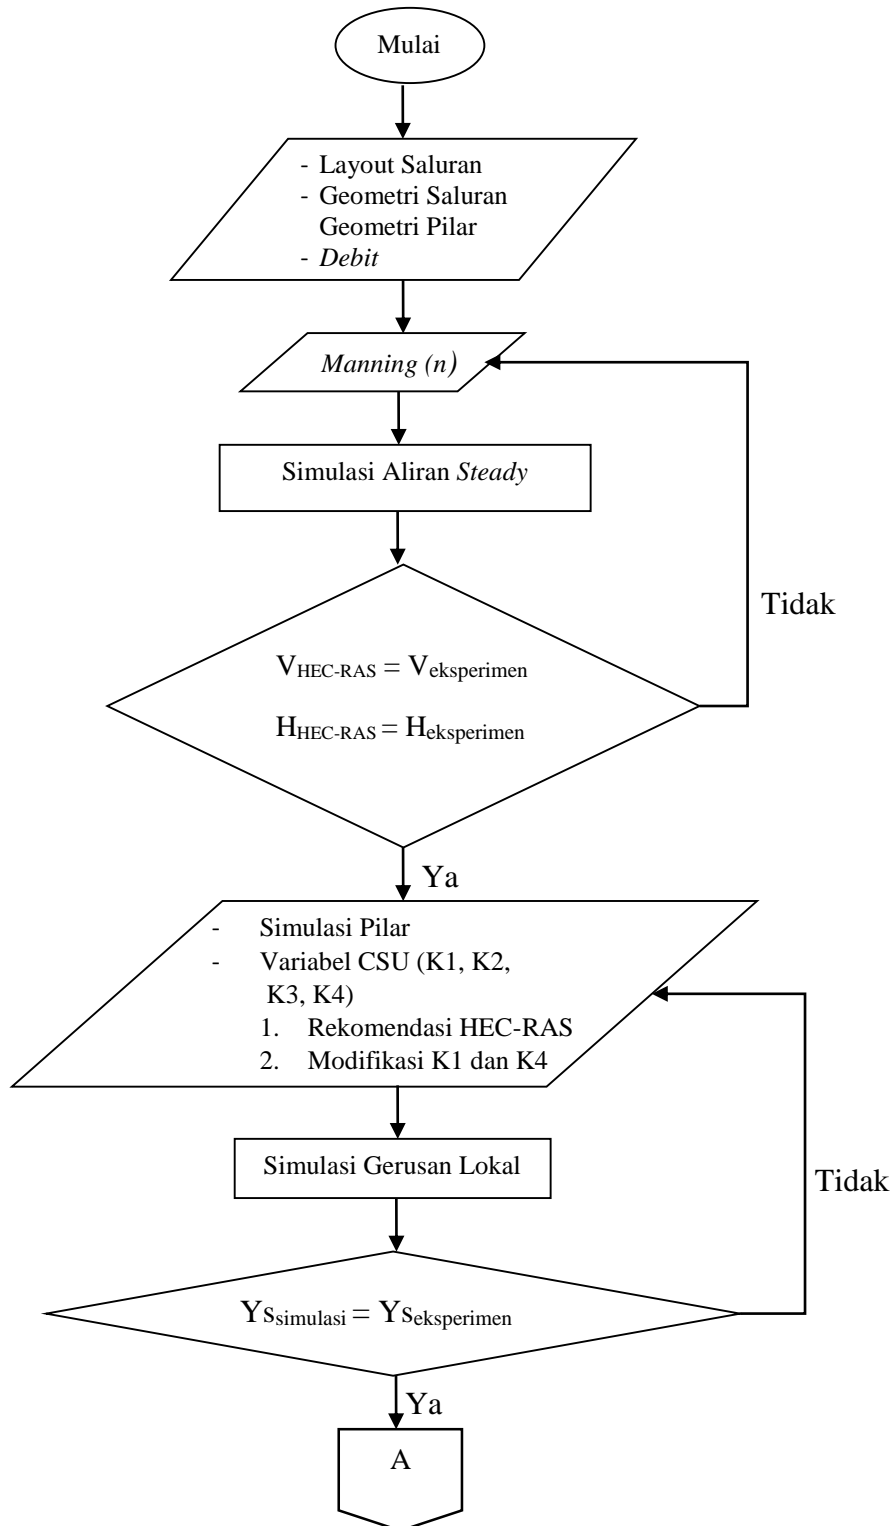 Mulai
- Layout Saluran
- Geometri Saluran
Geometri Pilar
- Debit
Manning (n)
Simulasi Aliran Steady
Tidak
VHEC-RAS = Veksperimen
HHEC-RAS = Heksperimen
Ya
- Simulasi Pilar
- Variabel CSU (K1, K2,
K3, K4)
1. Rekomendasi HEC-RAS
2. Modifikasi K1 dan K4
Simulasi Gerusan Lokal
Tidak
Yssimulasi = Yseksperimen
Ya
A